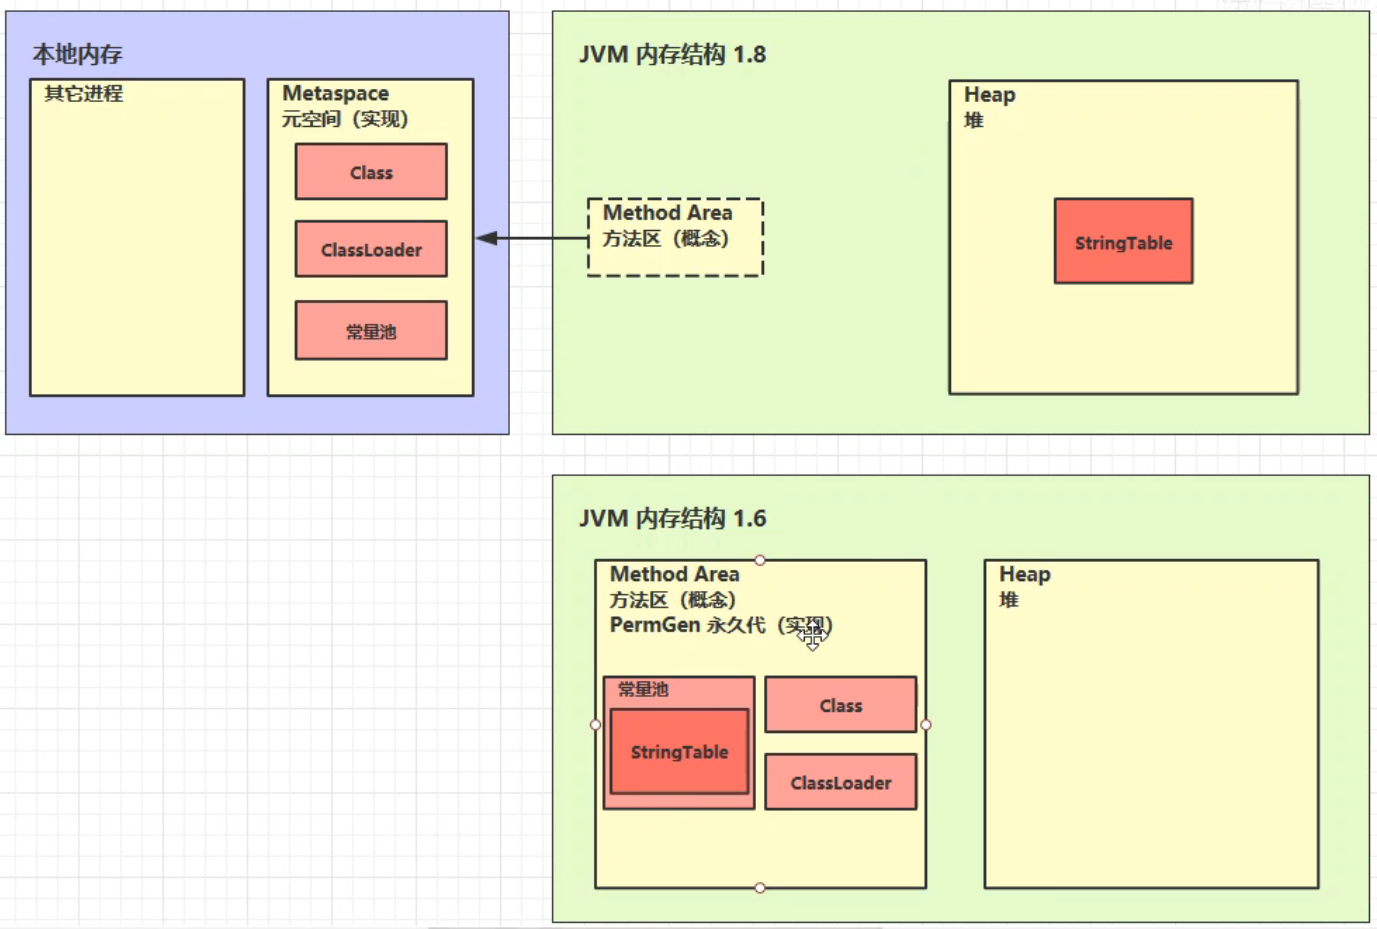 本地内存
其它进程
Metaspace
元空间（实现）
Class
ClassLoader
常量池
JVM 内存结构 1.8
Method Area
方法区（概念）
Heap
堆
StringTable
JVM 内存结构 1.6
Method Area
方法区（概念）
PermGen 永久代（实现）
常量池
StringTable
Class
ClassLoader
Heap
堆